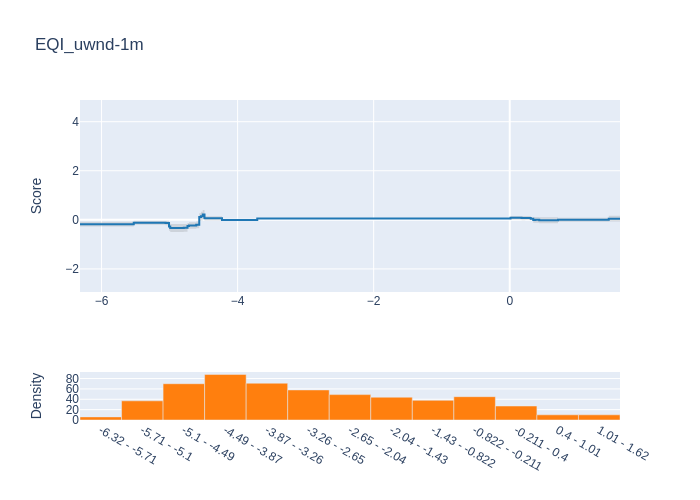 EQI_uwnd-1m
Score
4
2
0
−2
−6
−4
−2
0
Density
80
60
40
20
0
-6.32 - -5.71
-5.71 - -5.1
-5.1 - -4.49
-4.49 - -3.87
-3.87 - -3.26
-3.26 - -2.65
-2.65 - -2.04
-2.04 - -1.43
-1.43 - -0.822
-0.822 - -0.211
-0.211 - 0.4
0.4 - 1.01
1.01 - 1.62